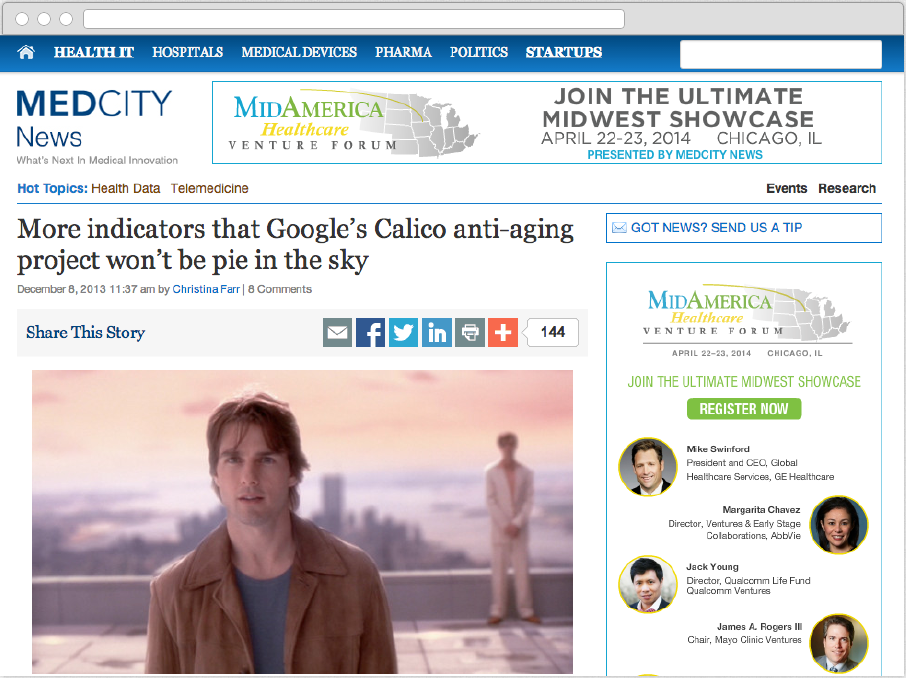 HEALTH IT HOSPITALS MEDICAL DEVICES PHARMA POLITICS STARTUPS
MEDCITY
News
What's Next In Medical Innovation
MIDAMERICA
Healthcare
VENTURE FORUM
JOIN THE ULTIMATE
MIDWEST SHOWCASE
APRIL 22-23, 2014 CHICAGO, IL
PRESENTED BY MEDCITY NEWS
Hot Topics: Health Data Telemedicine
Events Research
More indicators that Google's Calico anti-aging
project won't be pie in the sky
December 8, 2013 11:37 am by Christina Farr | 8 Comments
Share This Story
f
in
144
GOT NEWS? SEND US A TIP
MIDAMERICA
Healthcare
VENTURE FORUM
APRIL 22–23, 2014 CHICAGO, IL
JOIN THE ULTIMATE MIDWEST SHOWCASE
REGISTER NOW
Mike Swinford
President and CEO, Global
Healthcare Services, GE Healthcare
Margarita Chavez
Director, Ventures & Early Stage
Collaborations, AbbVie
Jack Young
Director, Qualcomm Life Fund
Qualcomm Ventures
James A. Rogers III
Chair, Mayo Clinic Ventures